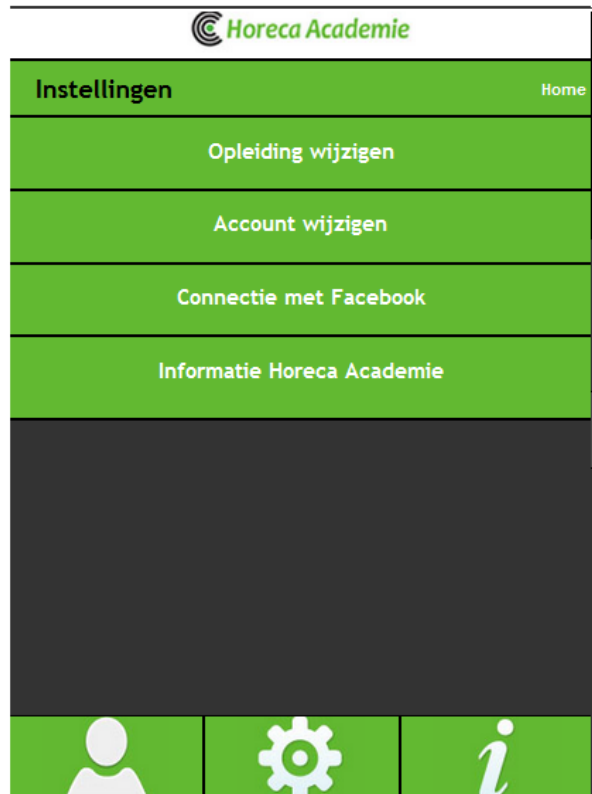 Horeca Academie
Instellingen
Home
Opleiding wijzigen
Account wijzigen
Connectie met Facebook
Informatie Horeca Academie